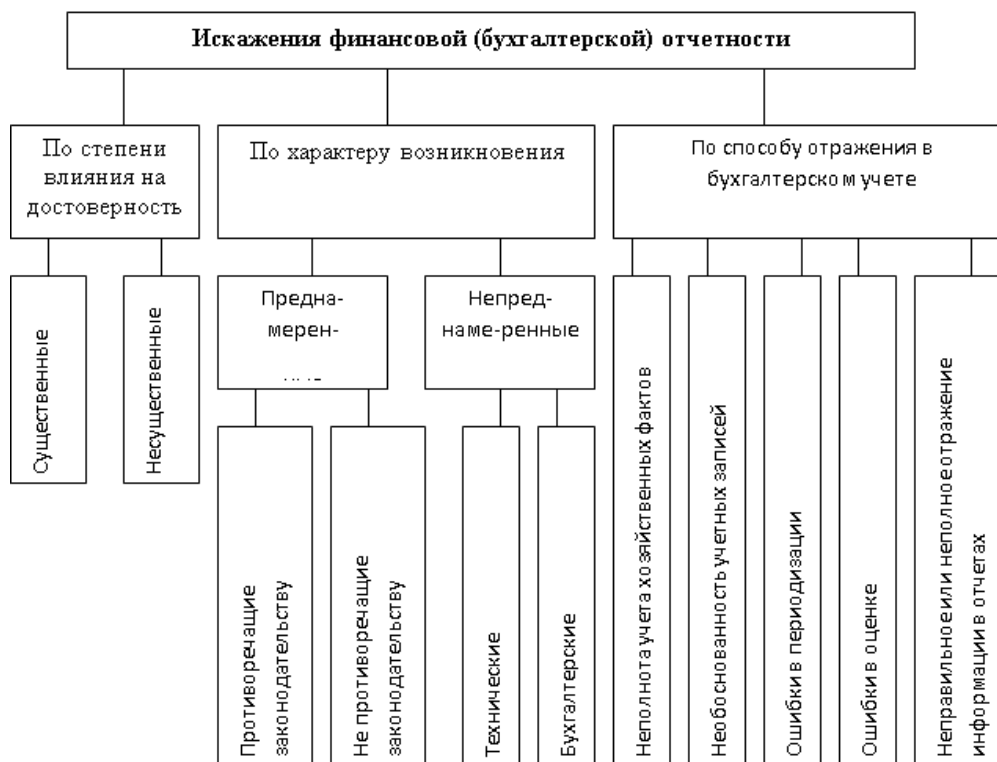 Искажения финансовой (бухгалтерской) отчетности
По степени
влияния на
достоверность
По характеру возникновения
По способу отражения в
бухгалтерском учете
Существенные
Несущественные
Предна-
мерен-
Непред-
наме-ренные
Противоречащие
законодательству
Не противоречащие
законодательству
Технические
Бухгалтерские
Неполнота учета хозяйственных фактов
Необоснованность учетных записей
Ошибки в периодизации
Ошибки в оценке
Неправильное или неполное отражение
информации в отчетах